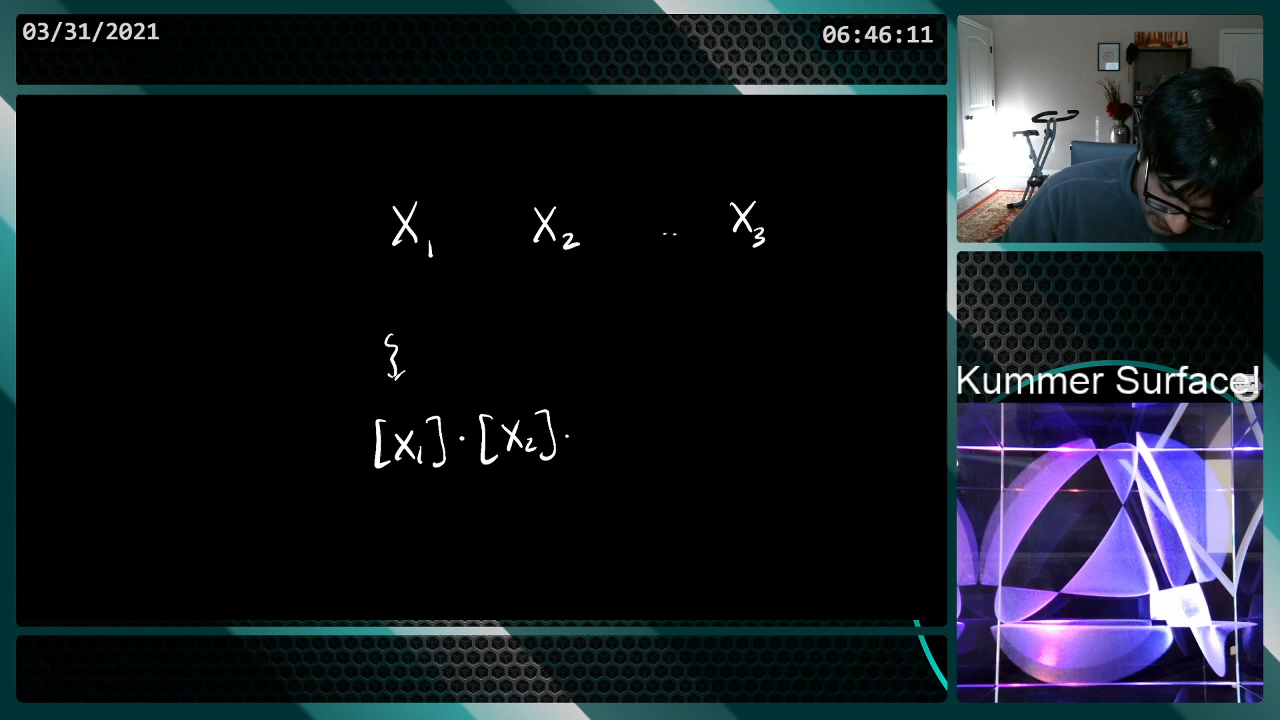 03/31/2021 06:46:11
X₁ X₂ .. X₃
}
[X₁]·[X₂]·
Kummer Surface!